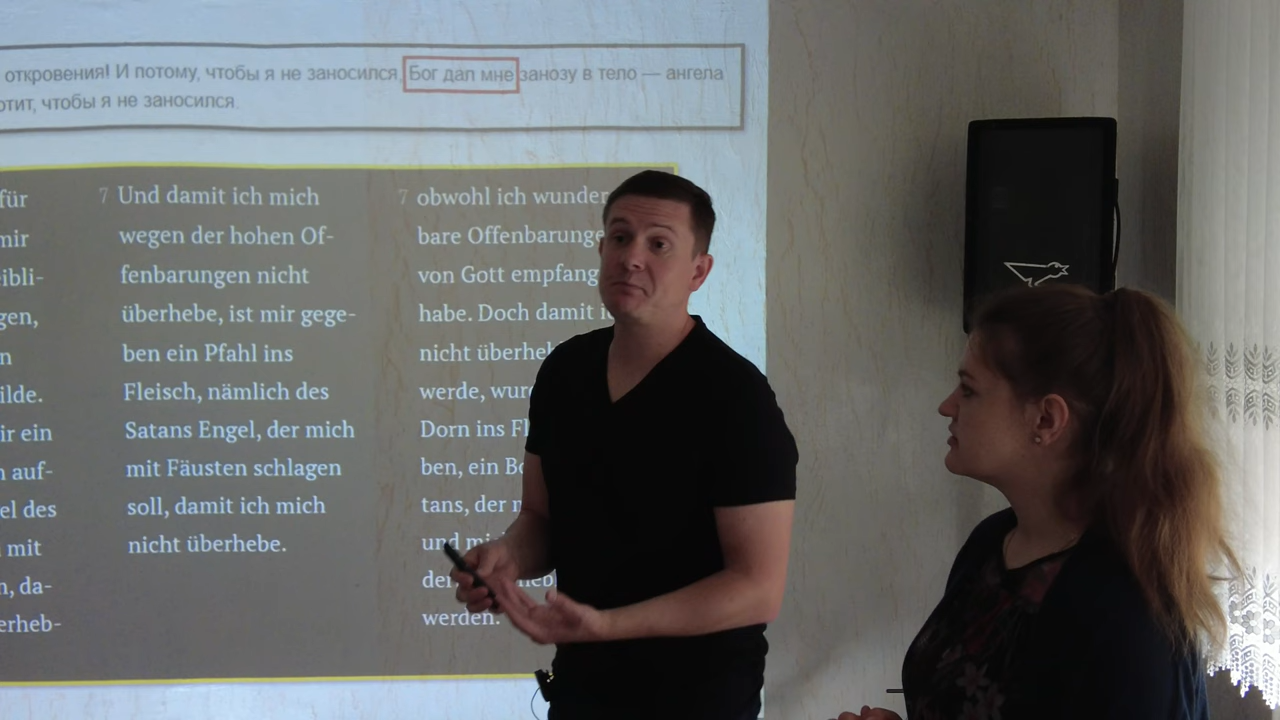 откровения! И потому, чтобы я не заносился, Бог дал мне занозу в тело — ангела
чтобы я не заносился.
für
mir
eibli-
gen,
n
ilde.
ir ein
n auf-
el des
mit
n, da-
erheb-
7 Und damit ich mich
wegen der hohen Of-
fenbarungen nicht
überhebe, ist mir gege-
ben ein Pfahl ins
Fleisch, nämlich des
Satans Engel, der mich
mit Fäusten schlagen
soll, damit ich mich
nicht überhebe.
7 obwohl ich wunder
bare Offenbarunge
von Gott empfang
habe. Doch damit i
nicht überheb
werde, wur
Dorn ins Fl
ben, ein Bo
tans, der m
und mi
den
werden.